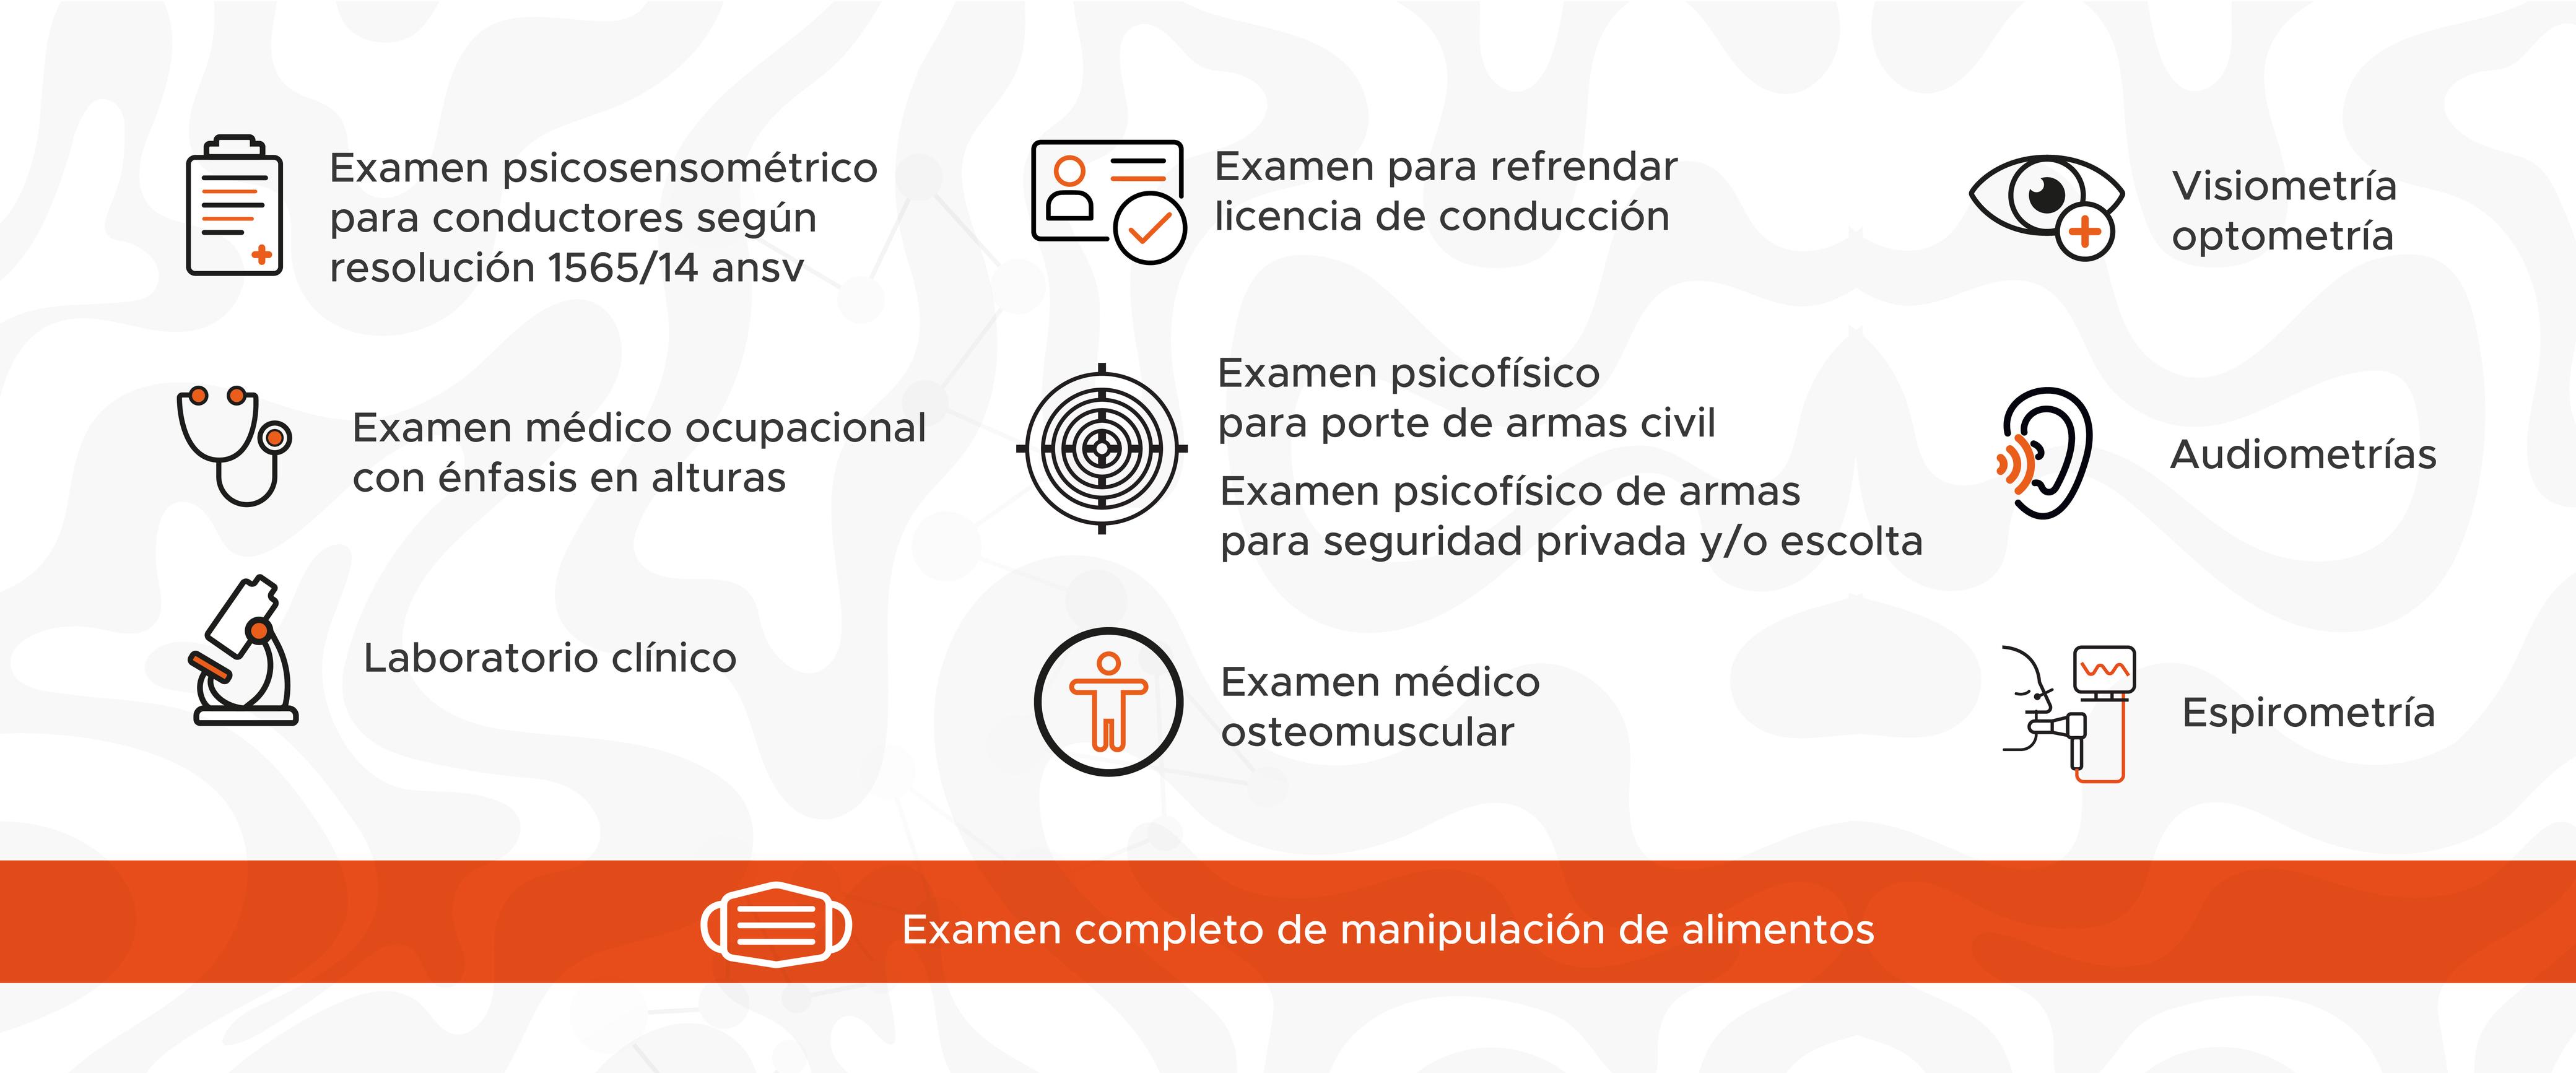 Examen psicosensométrico
para conductores según
resolución 1565/14 ansv
Examen médico ocupacional
con énfasis en alturas
Laboratorio clínico
Examen para refrendar
licencia de conducción
Examen psicofísico
para porte de armas civil
Examen psicofísico de armas
para seguridad privada y/o escolta
Examen médico
osteomuscular
Visiometría
optometría
Audiometrías
Espirometría
Examen completo de manipulación de alimentos